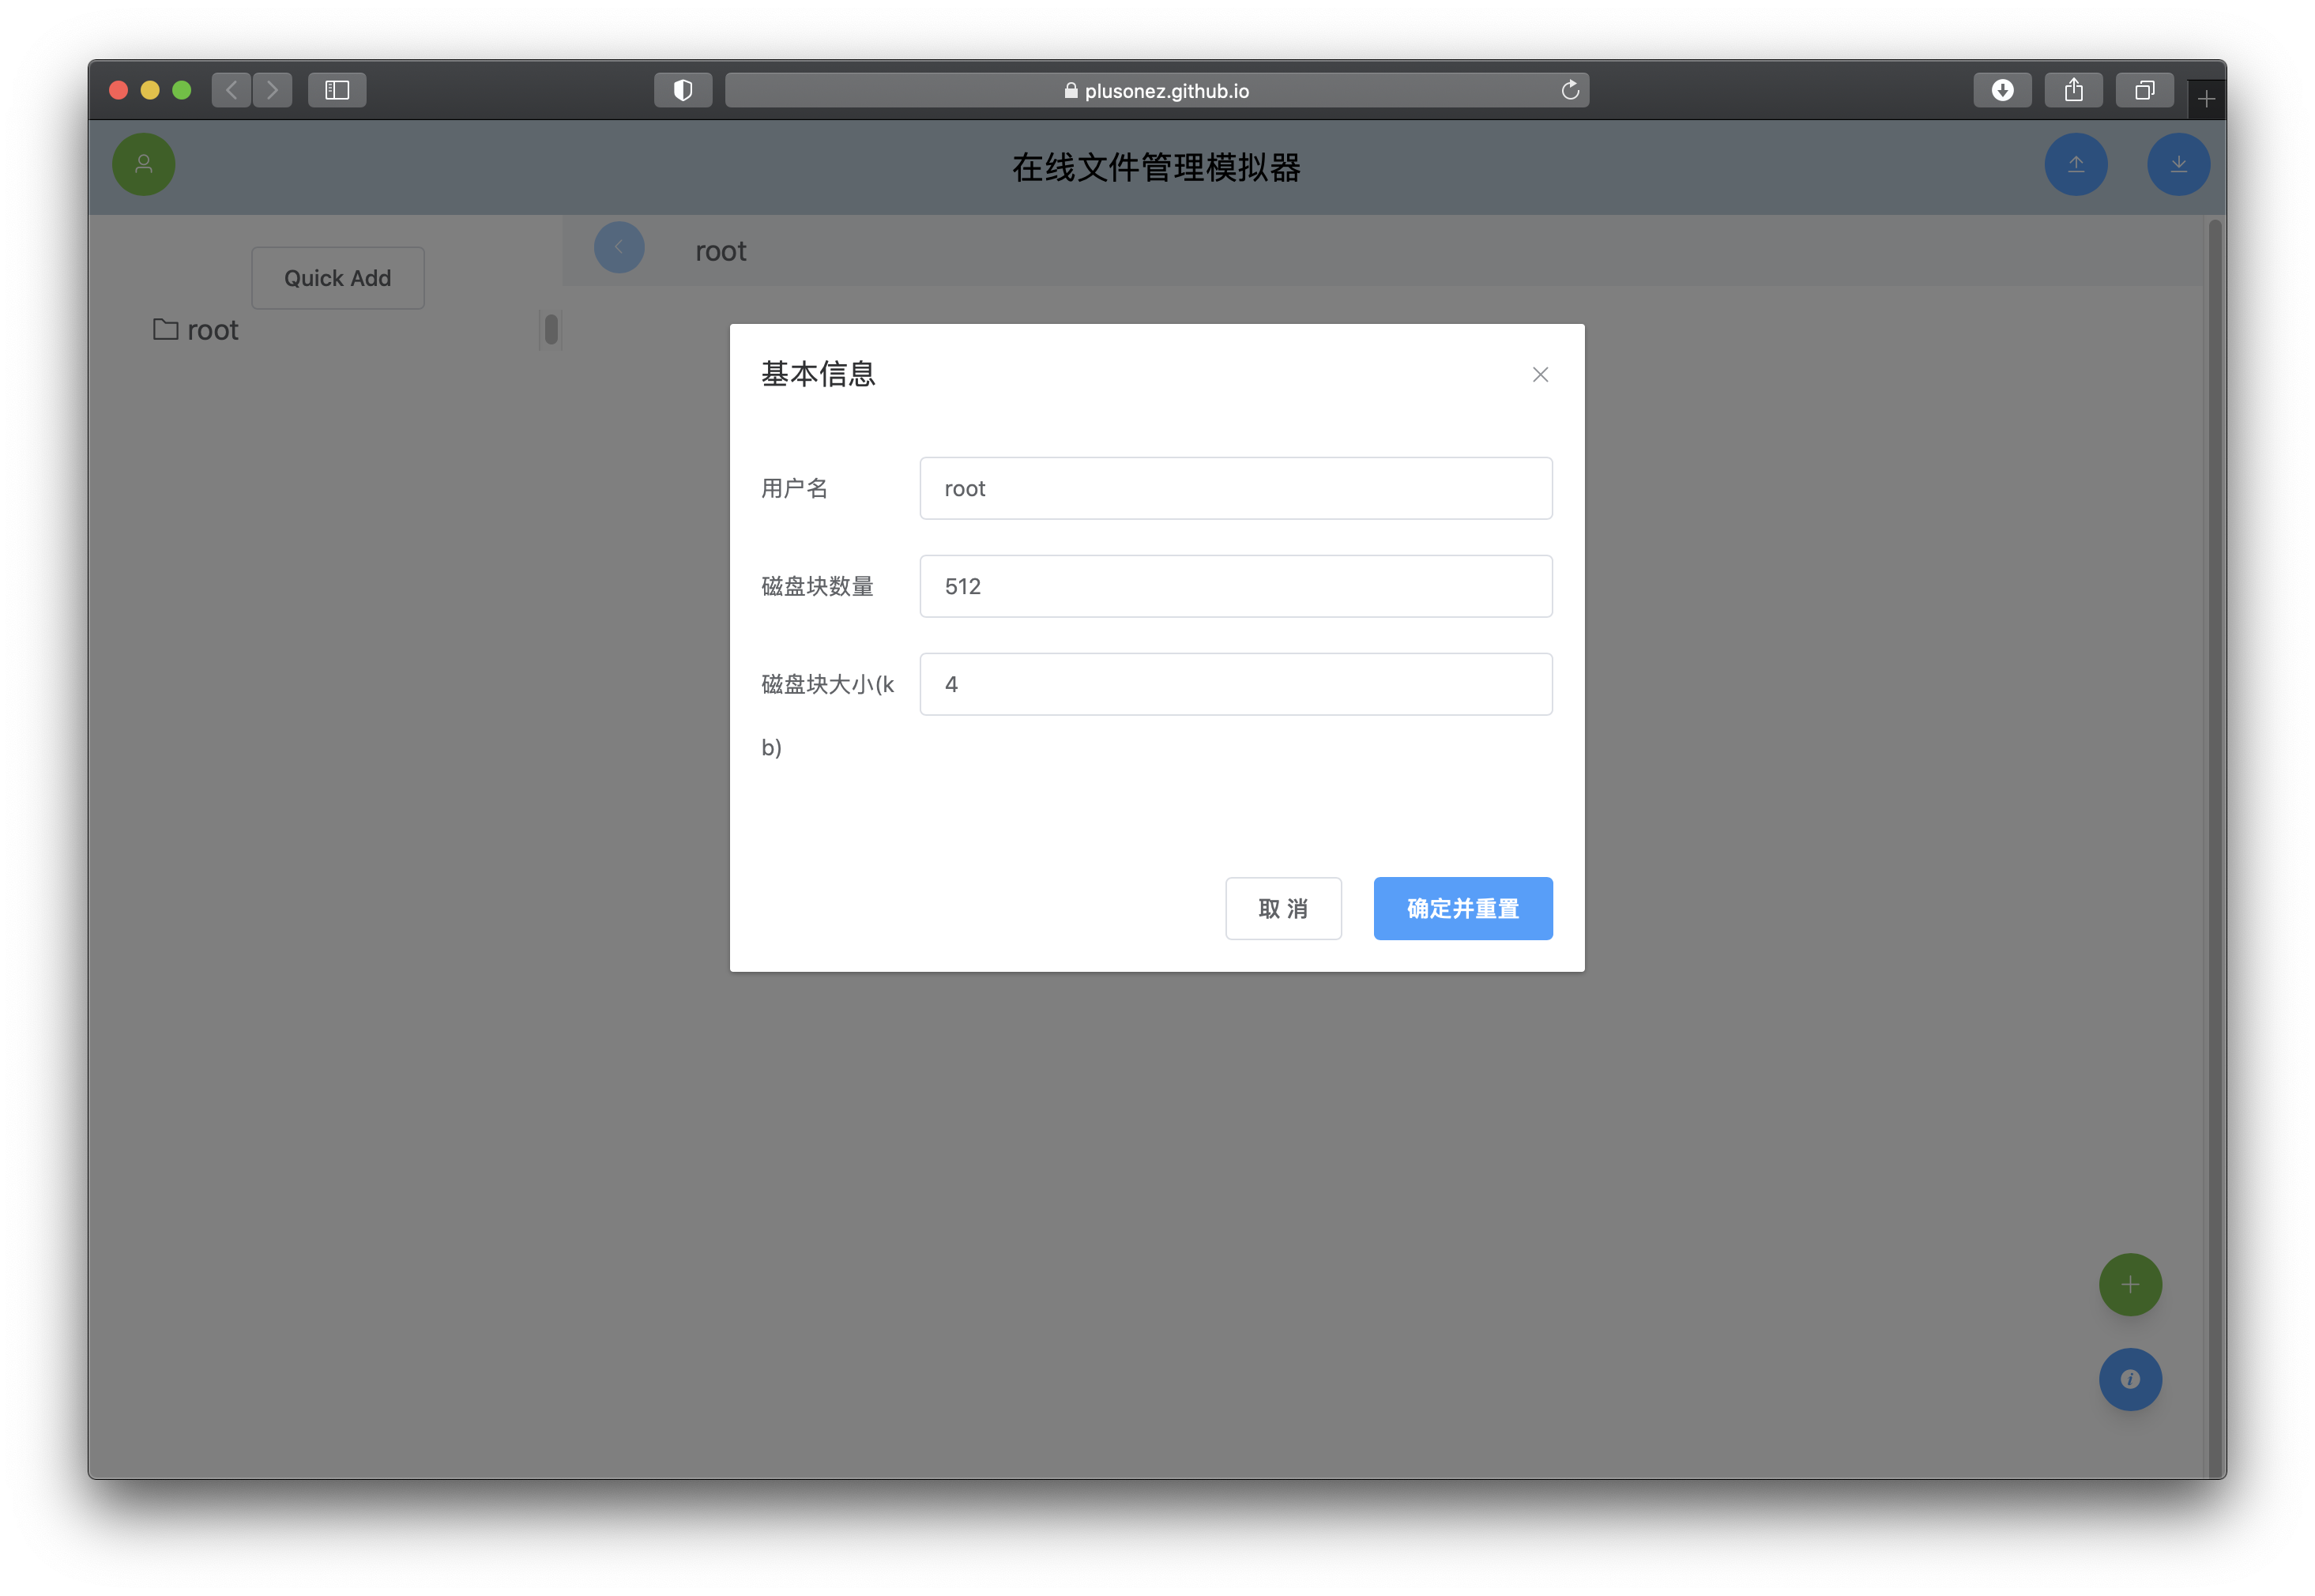 plusonez.github.io
在线文件管理模拟器
Quick Add
root
root
基本信息
用户名
root
磁盘块数量
512
磁盘块大小(k
b)
4
取 消
确定并重置